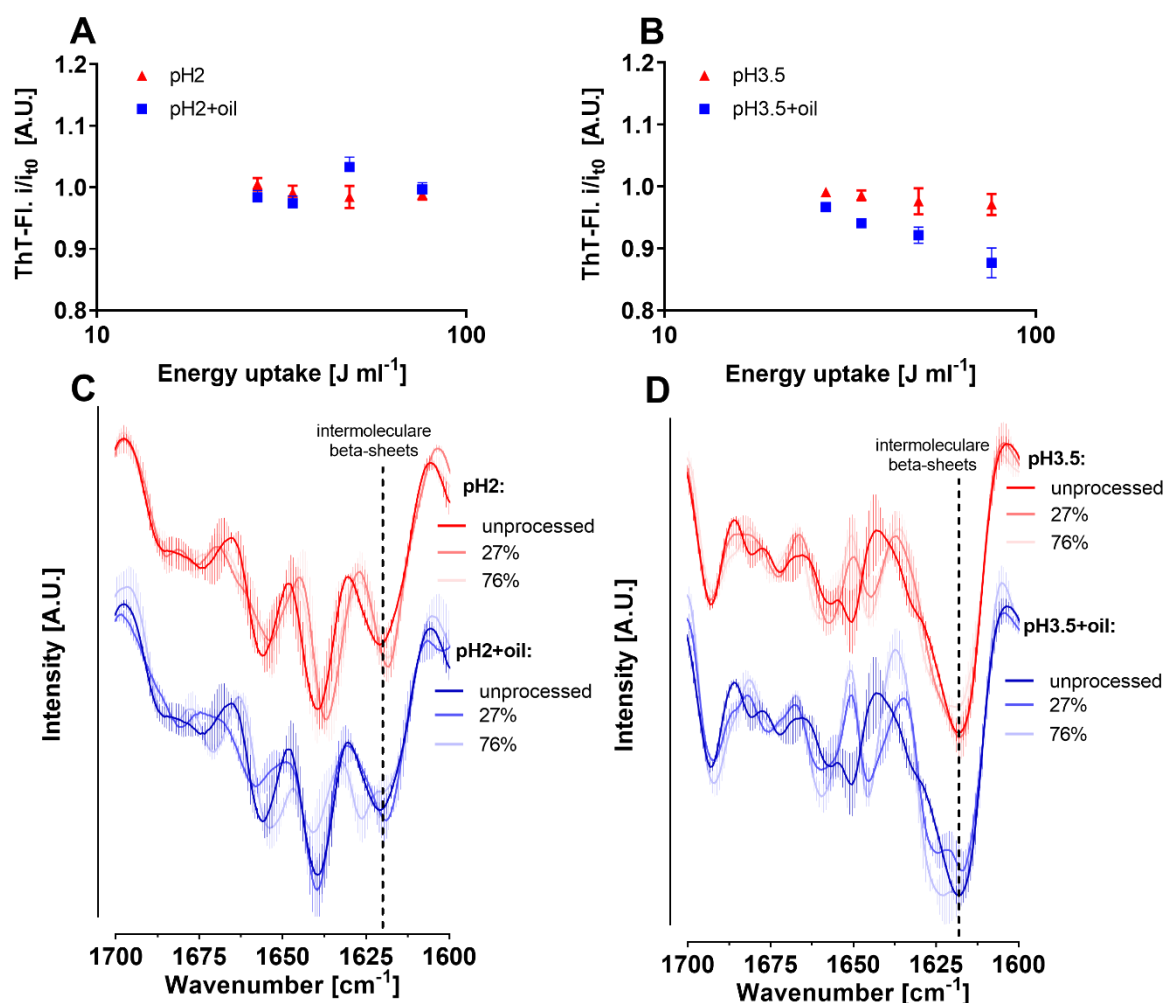 A
1.2
1.1
1.0
0.9
0.8
ThT-Fl. i/i_t0 [A.U.]
pH2
pH2+oil
10
100
Energy uptake [J ml⁻¹]
B
1.2
1.1
1.0
0.9
0.8
ThT-Fl. i/i_t0 [A.U.]
pH3.5
pH3.5+oil
10
100
Energy uptake [J ml⁻¹]
C
intermoleculare
beta-sheets
pH2:
unprocessed
27%
76%
pH2+oil:
unprocessed
27%
76%
Intensity [A.U.]
1700
1675
1650
1625
1600
Wavenumber [cm⁻¹]
D
intermoleculare
beta-sheets
pH3.5:
unprocessed
27%
76%
pH3.5+oil:
unprocessed
27%
76%
Intensity [A.U.]
1700
1675
1650
1625
1600
Wavenumber [cm⁻¹]